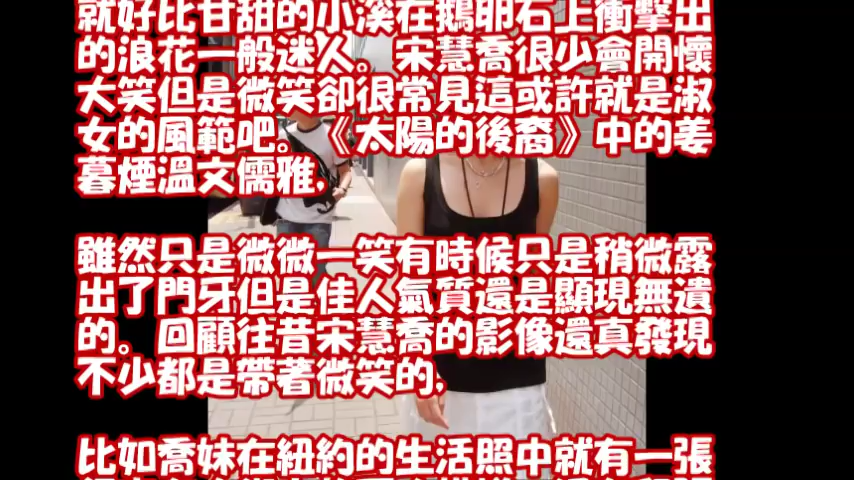 就好比甘甜的小溪在鵝卵石上衝擊出
的浪花一般迷人。宋慧喬很少會開懷
大笑但是微笑卻很常見這或許就是淑
女的風範吧。《太陽的後裔》中的姜
暮煙溫文儒雅,
雖然只是微微一笑有時候只是稍微露
出了門牙但是佳人氣質還是顯現無遺
的。回顧往昔宋慧喬的影像還真發現
不少都是帶著微笑的,
比如喬妹在紐約的生活照中就有一張